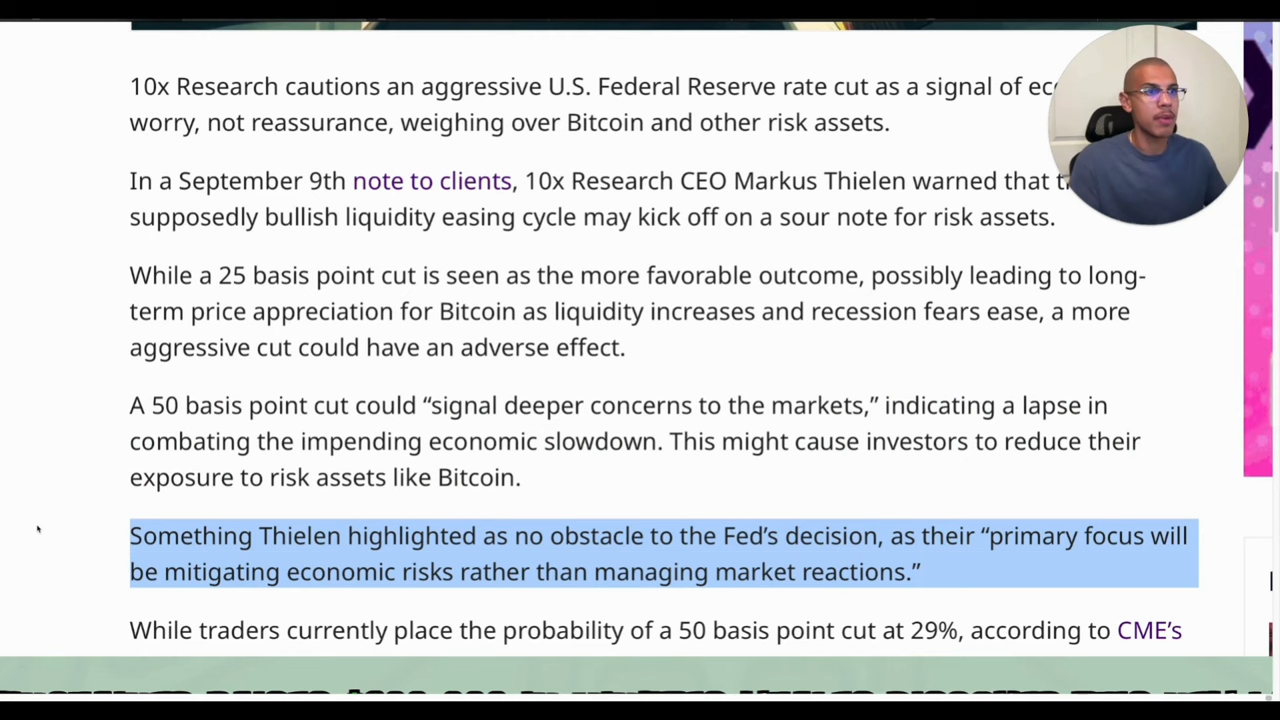 10x Research cautions an aggressive U.S. Federal Reserve rate cut as a signal of
worry, not reassurance, weighing over Bitcoin and other risk assets.
In a September 9th note to clients, 10x Research CEO Markus Thielen warned that
supposedly bullish liquidity easing cycle may kick off on a sour note for risk assets.
While a 25 basis point cut is seen as the more favorable outcome, possibly leading to long-
term price appreciation for Bitcoin as liquidity increases and recession fears ease, a more
aggressive cut could have an adverse effect.
A 50 basis point cut could “signal deeper concerns to the markets,” indicating a lapse in
combating the impending economic slowdown. This might cause investors to reduce their
exposure to risk assets like Bitcoin.
Something Thielen highlighted as no obstacle to the Fed’s decision, as their “primary focus will
be mitigating economic risks rather than managing market reactions.”
While traders currently place the probability of a 50 basis point cut at 29%, according to CME’s